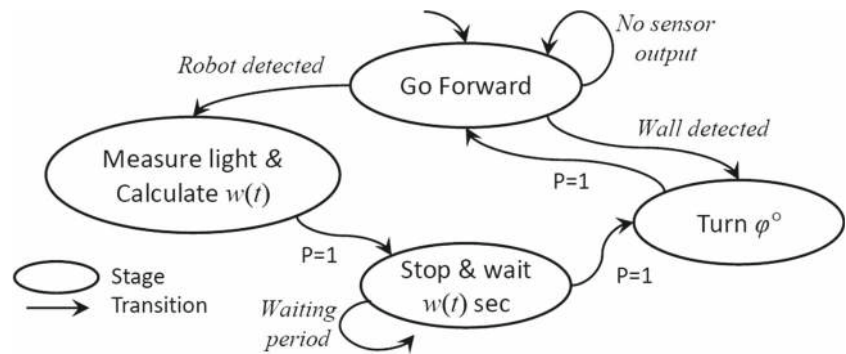 No sensor
output
Robot detected
Go Forward
Wall detected
Measure light &
Calculate w(t)
P=1
Turn φ°
P=1
Stop & wait
w(t) sec
P=1
Stage
Transition
Waiting
period